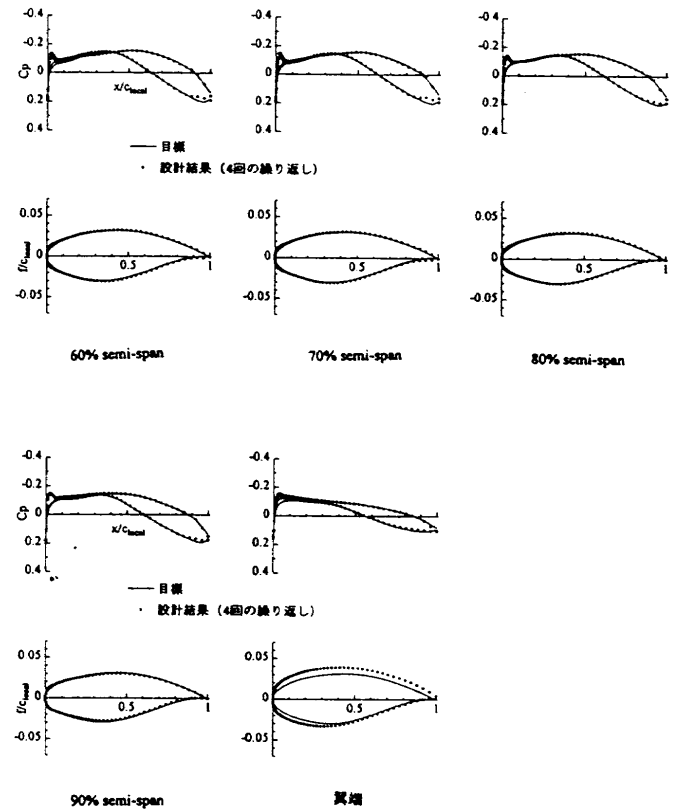 -0.4 -0.4 -0.4
-0.2 -0.2 -0.2
Cp 0 0 0
x/c_local
0.2 0.2 0.2
0.4 0.4 0.4
目標
設計結果（4回の繰り返し）
0.05 0.05 0.05
f/c_local 0 0.5 1 0 0.5 1 0 0.5 1
-0.05 -0.05 -0.05
60% semi-span 70% semi-span 80% semi-span
-0.4 -0.4
-0.2 -0.2
Cp 0 0
x/c_local
0.2 0.2
0.4 0.4
目標
設計結果（4回の繰り返し）
0.05 0.05
f/c_local 0 0.5 1 0 0.5 1
-0.05 -0.05
90% semi-span 翼端